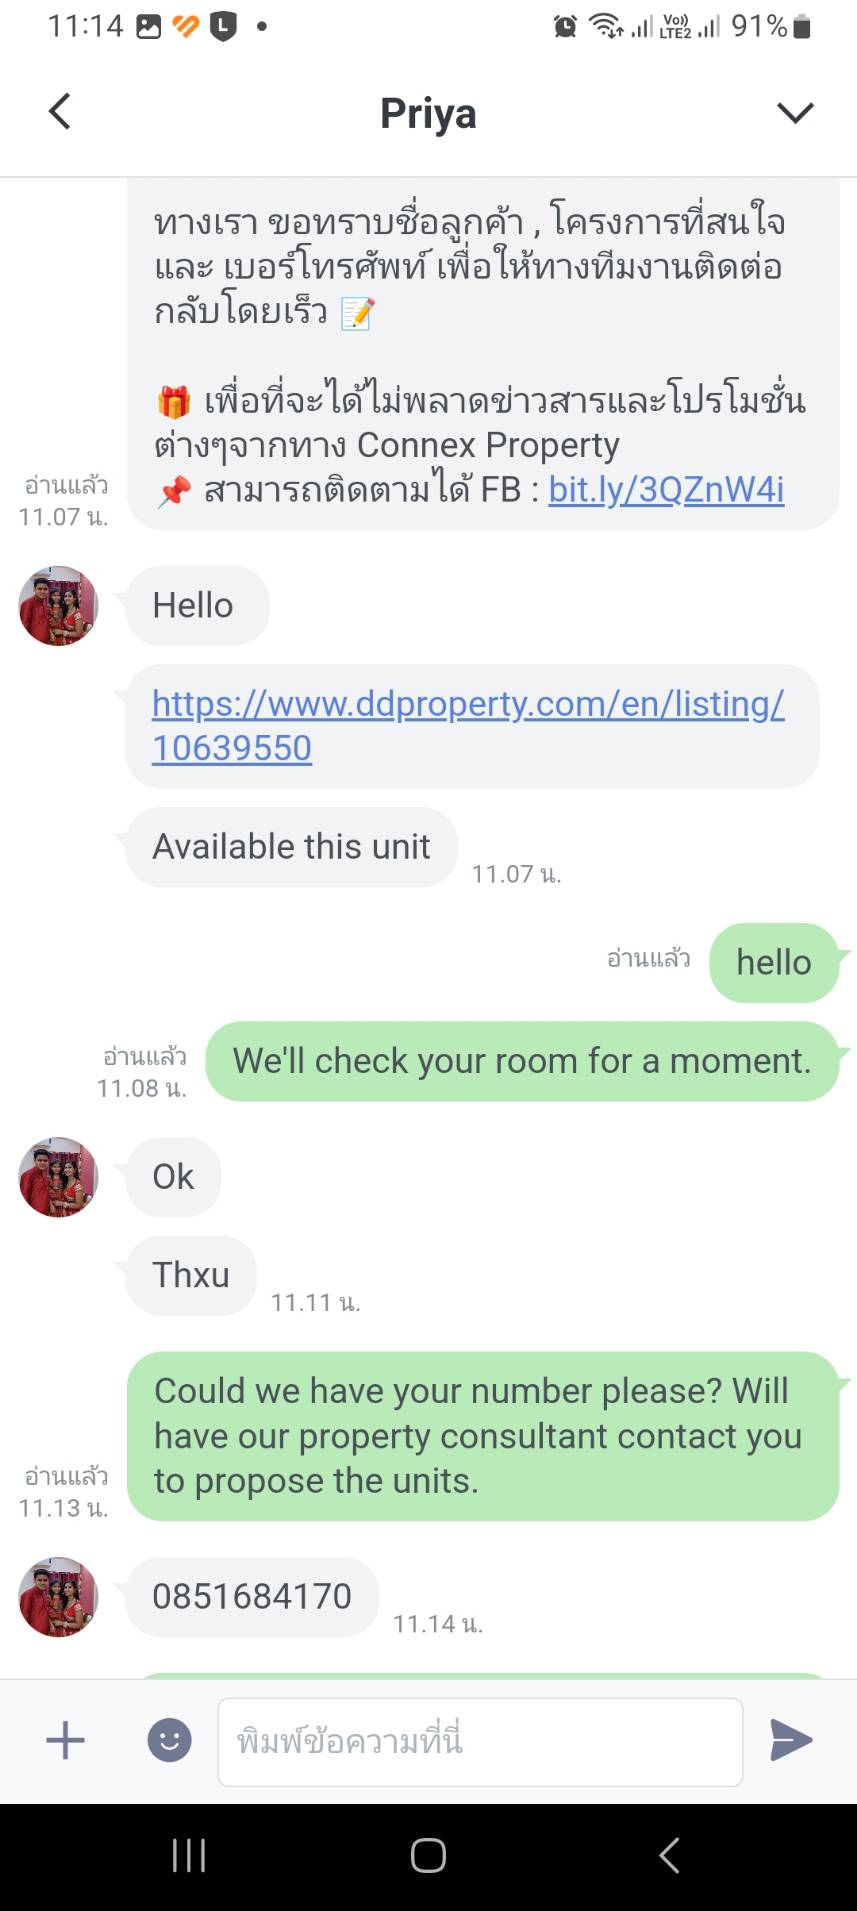 11:14
L
Vo))
LTE2
91%
Priya
ทางเรา ขอทราบชื่อลูกค้า , โครงการที่สนใจ
และ เบอร์โทรศัพท์ เพื่อให้ทางทีมงานติดต่อ
กลับโดยเร็ว 📝
🎁 เพื่อที่จะได้ไม่พลาดข่าวสารและโปรโมชั่น
ต่างๆจากทาง Connex Property
📌 สามารถติดตามได้ FB : bit.ly/3QZnW4i
อ่านแล้ว
11.07 น.
Hello
https://www.ddproperty.com/en/listing/
10639550
Available this unit
11.07 น.
อ่านแล้ว
hello
อ่านแล้ว
11.08 น.
We'll check your room for a moment.
Ok
Thxu
11.11 น.
Could we have your number please? Will
have our property consultant contact you
to propose the units.
อ่านแล้ว
11.13 น.
0851684170
11.14 น.
พิมพ์ข้อความที่นี่